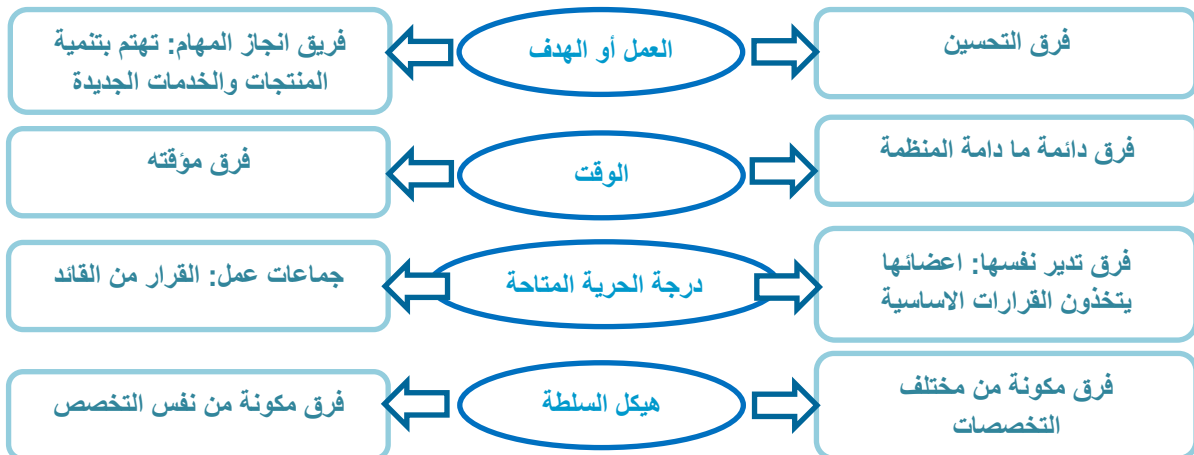 فرق التحسين
العمل أو الهدف
فريق انجاز المهام: تهتم بتنمية
المنتجات والخدمات الجديدة
فرق دائمة ما دامة المنظمة
الوقت
فرق مؤقته
فرق تدير نفسها: اعضائها
يتخذون القرارات الاساسية
درجة الحرية المتاحة
جماعات عمل: القرار من القائد
فرق مكونة من مختلف
التخصصات
هيكل السلطة
فرق مكونة من نفس التخصص